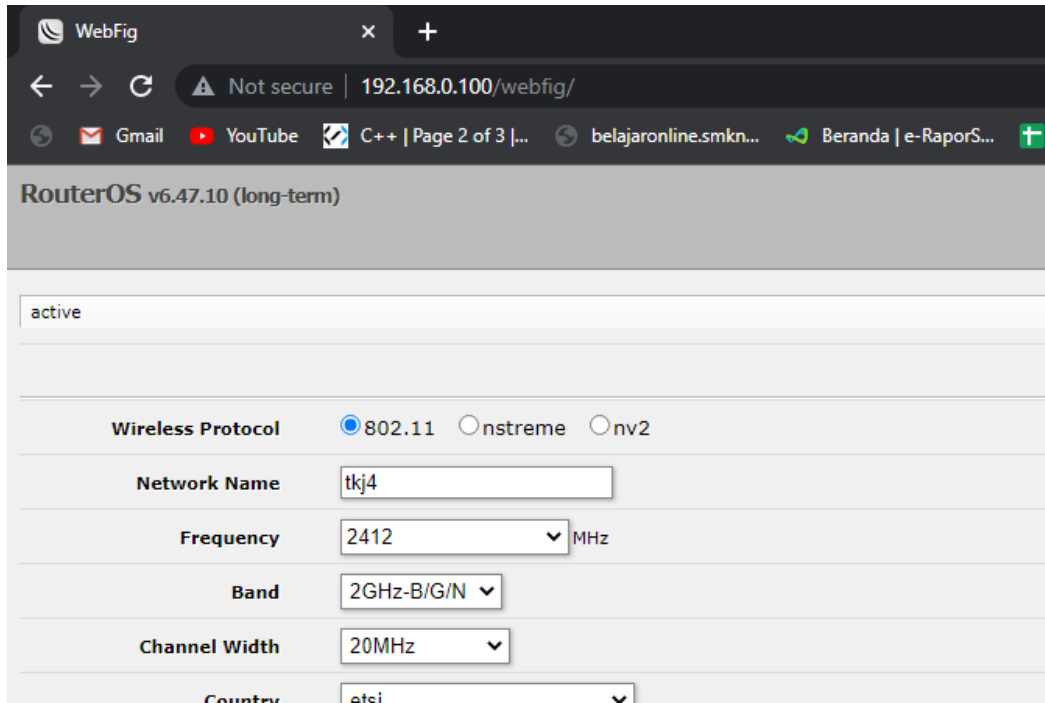 WebFig
Not secure | 192.168.0.100/webfig/
Gmail YouTube C++ | Page 2 of 3 |... belajaronline.smkn... Beranda | e-RaporS...
RouterOS v6.47.10 (long-term)
active
Wireless Protocol 802.11 nstreme nv2
Network Name tkj4
Frequency 2412 MHz
Band 2GHz-B/G/N
Channel Width 20MHz
Country etsi